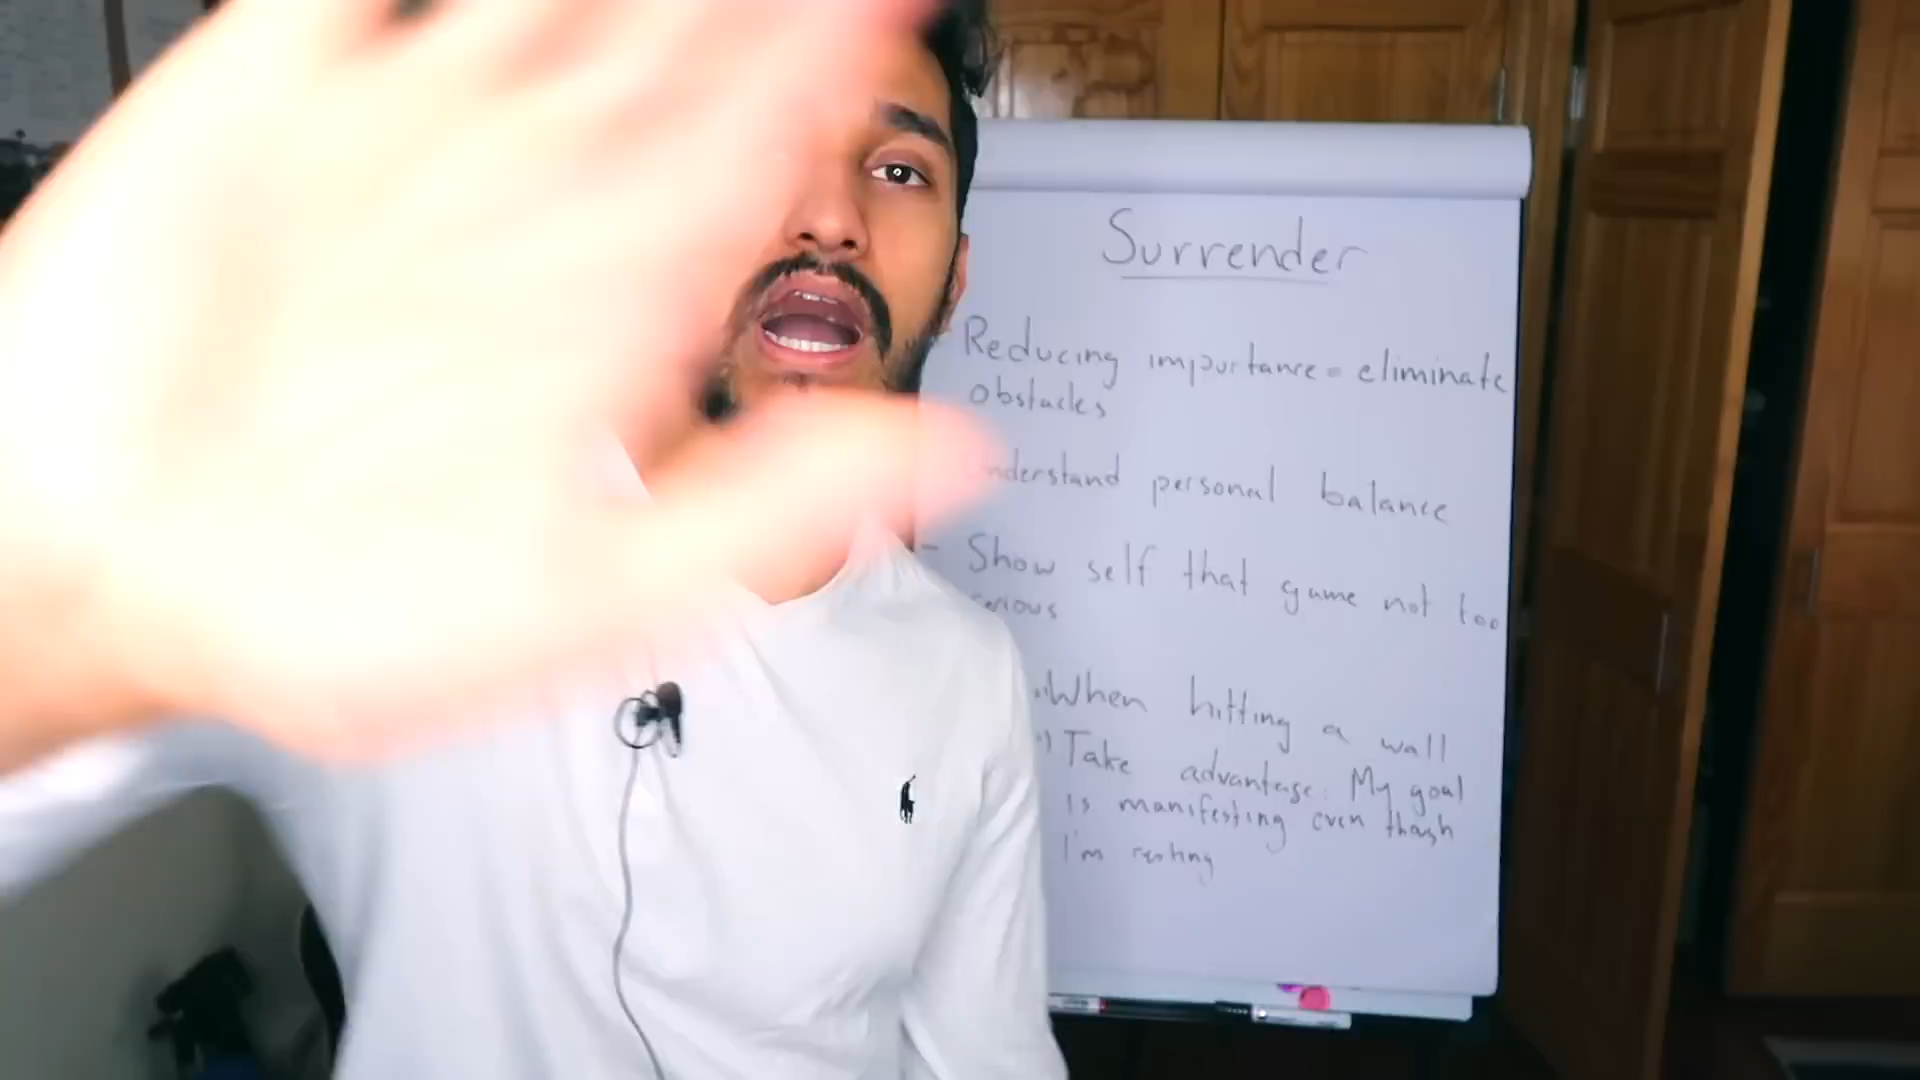 Surrender
Reducing importance = eliminate
obstacles
Understand personal balance
- Show self that game not too
serious
When hitting a wall
Take advantage: My goal
is manifesting even though
I'm resting